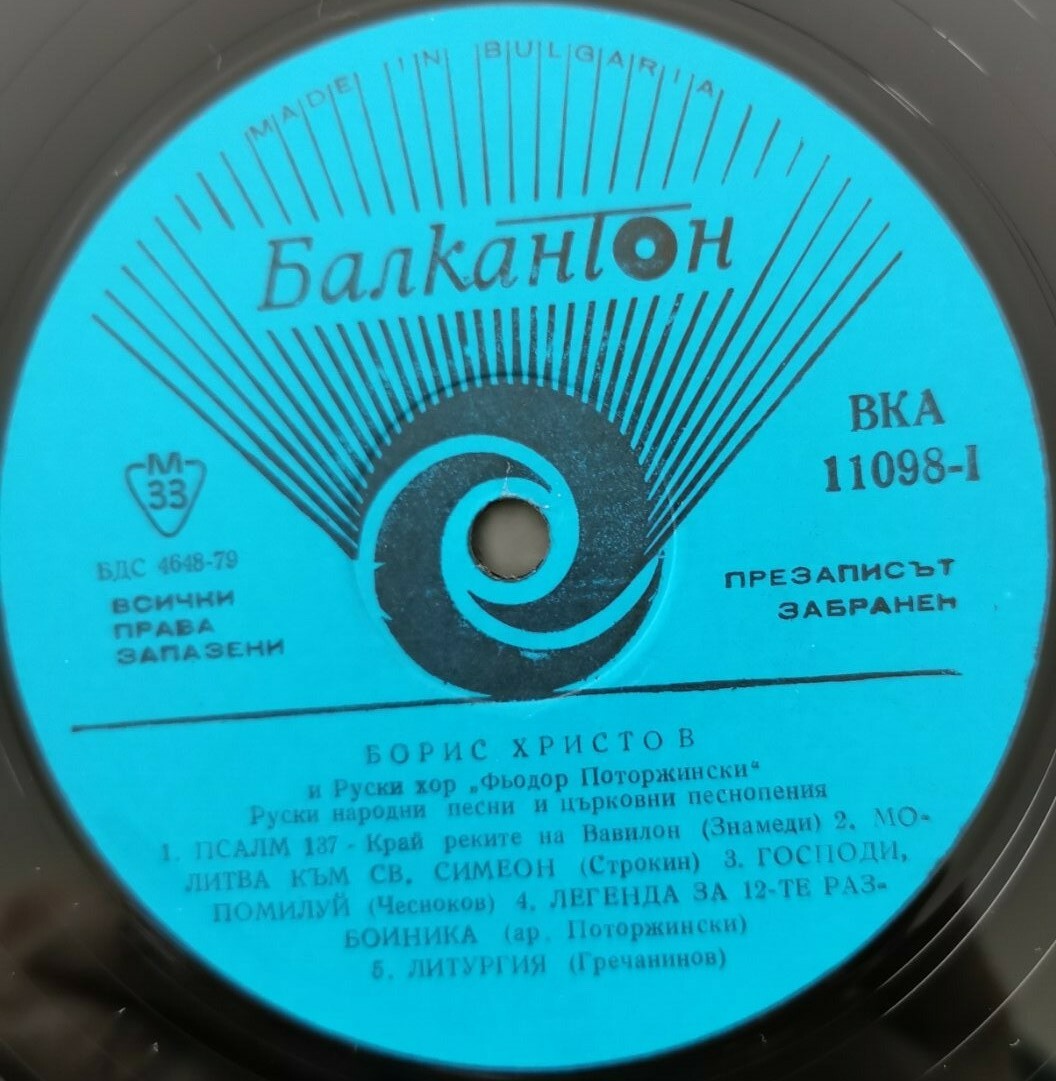 MADE IN BULGARIA
Балкантон
ВКА
11098-I
М
33
БДС 4648-79
ВСИЧКИ
ПРАВА
ЗАПАЗЕНИ
ПРЕЗАПИСЪТ
ЗАБРАНЕН
БОРИС ХРИСТОВ
и Руски хор „Фьодор Поторжински“
Руски народни песни и църковни песнопения
1. ПСАЛМ 137 - Край реките на Вавилон (Знамеди) 2. МО-
ЛИТВА КЪМ СВ. СИМЕОН (Строкин) 3. ГОСПОДИ,
ПОМИЛУЙ (Чесноков) 4. ЛЕГЕНДА ЗА 12-ТЕ РАЗ-
БОЙНИКА (ар. Поторжински)
5. ЛИТУРГИЯ (Гречанинов)